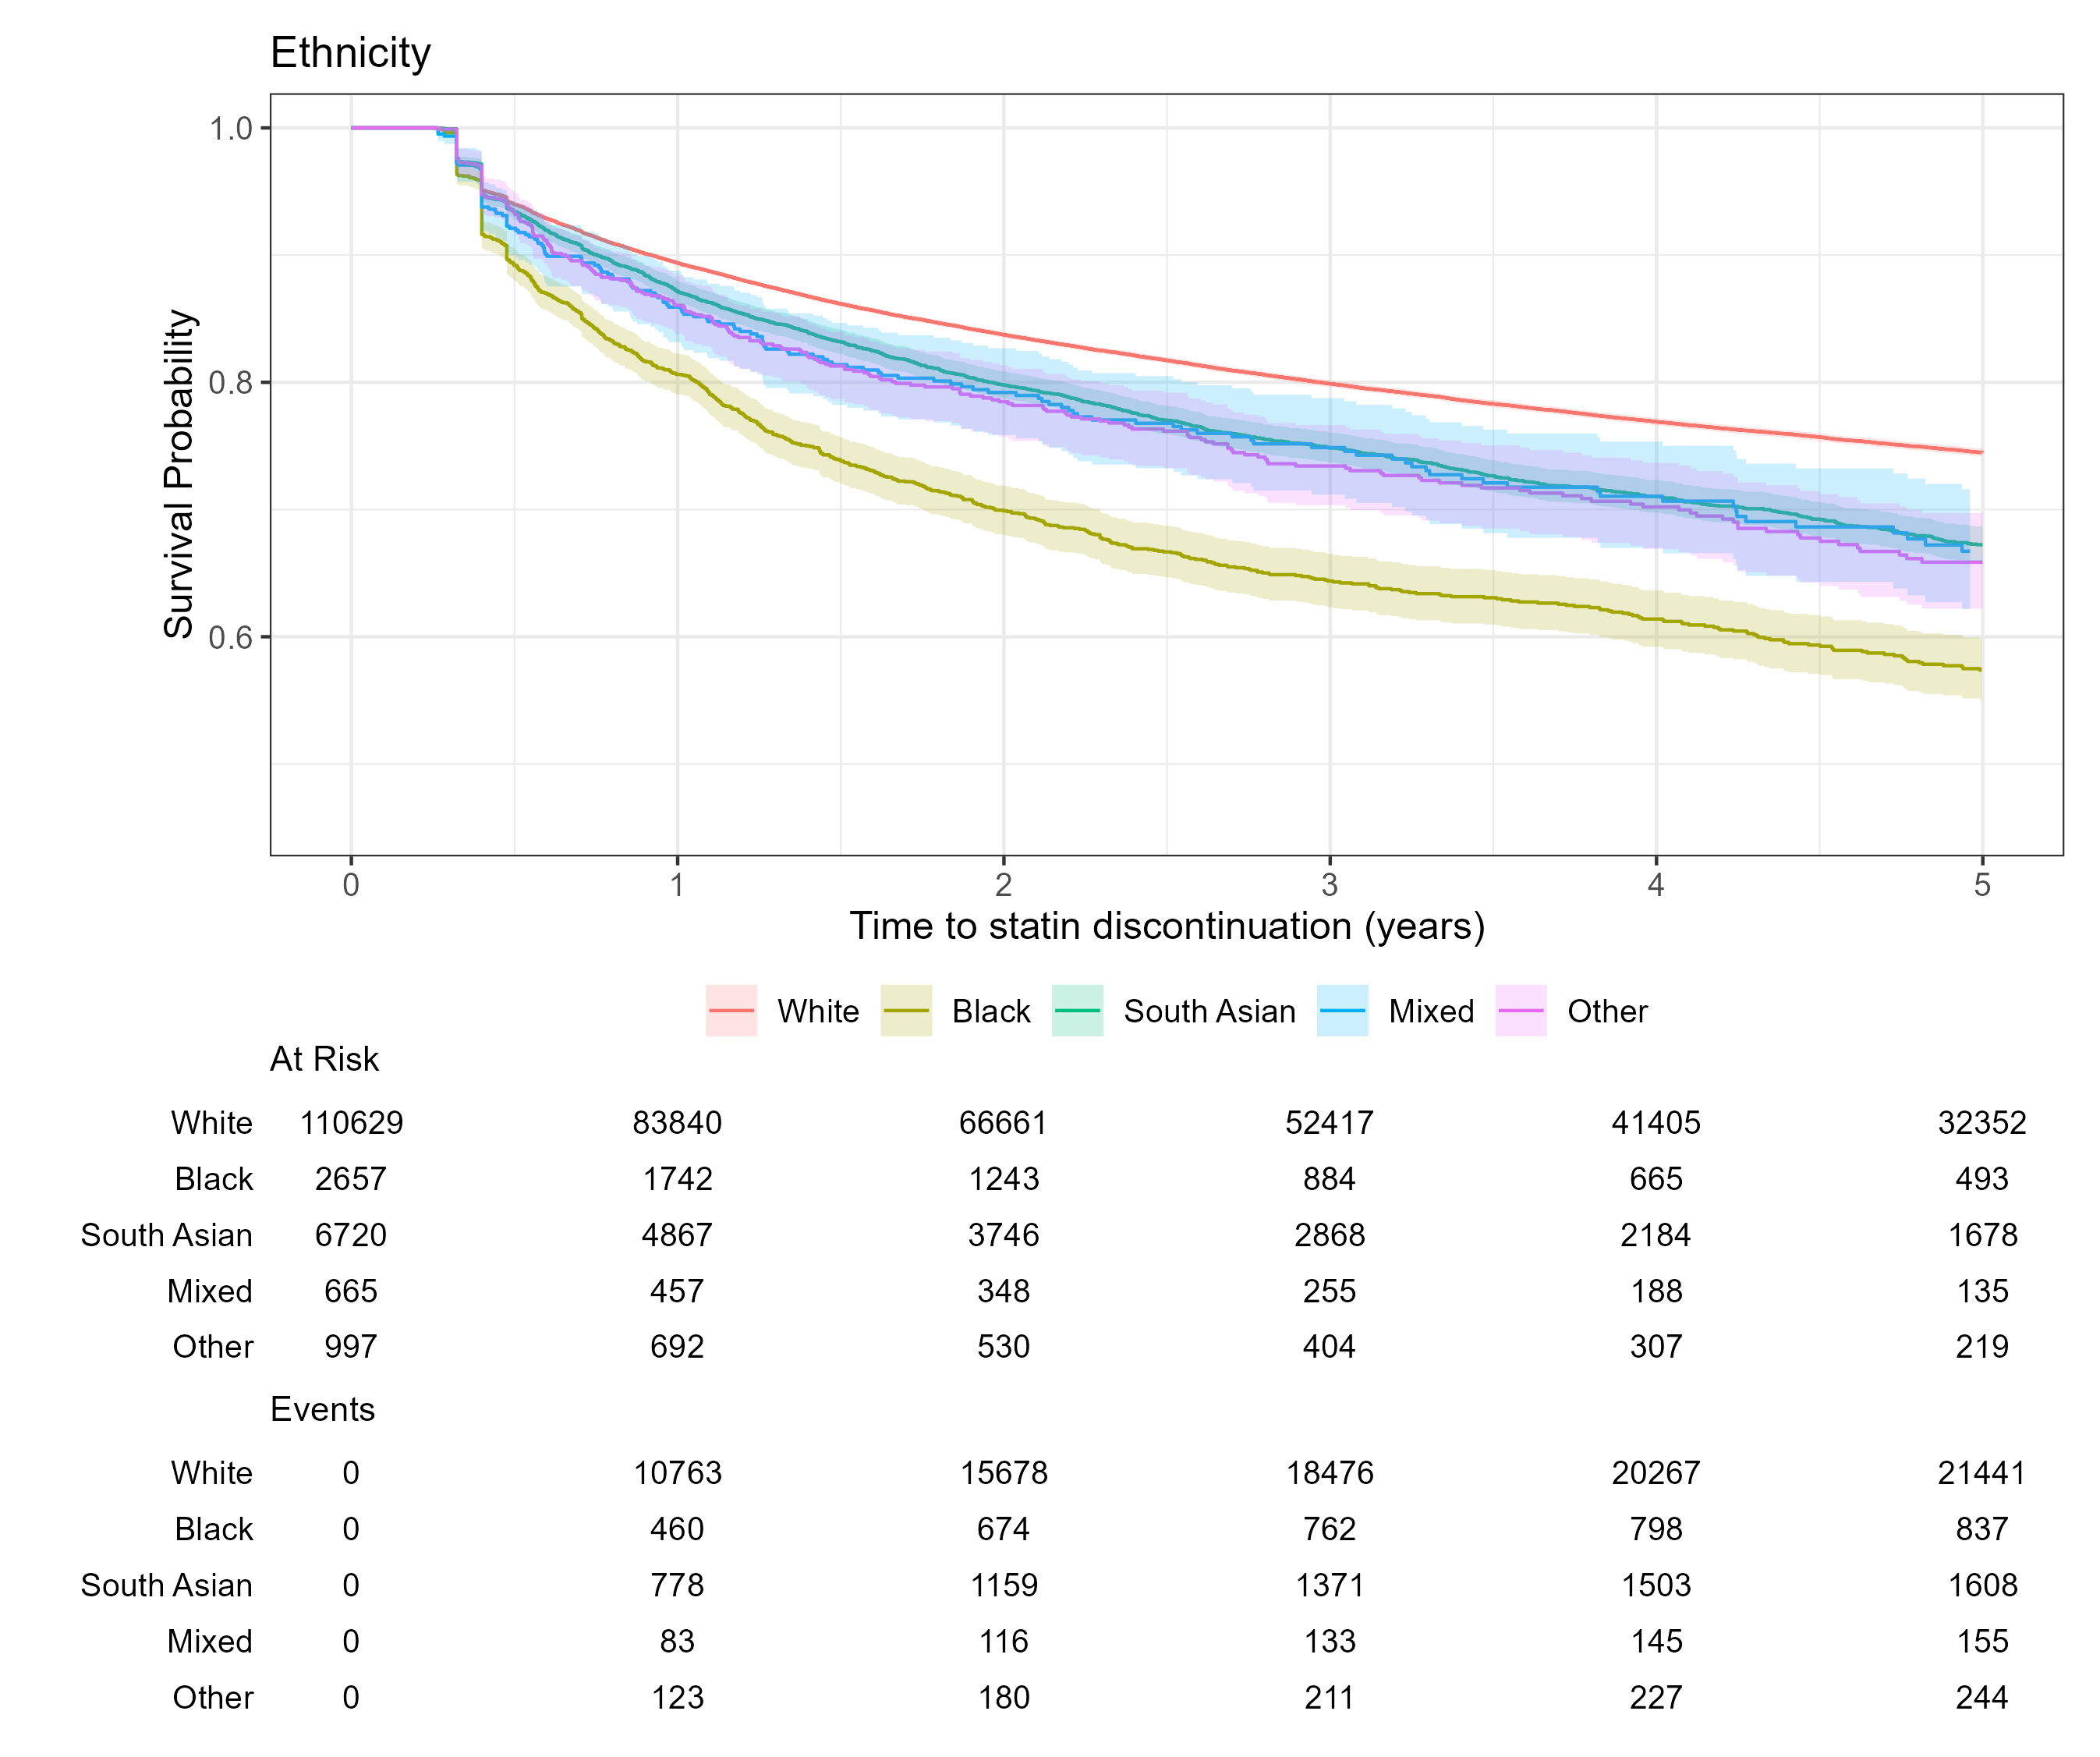 Ethnicity
1.0
0.8
0.6
Survival Probability
0 1 2 3 4 5
Time to statin discontinuation (years)
White Black South Asian Mixed Other
At Risk
White 110629 83840 66661 52417 41405 32352
Black 2657 1742 1243 884 665 493
South Asian 6720 4867 3746 2868 2184 1678
Mixed 665 457 348 255 188 135
Other 997 692 530 404 307 219
Events
White 0 10763 15678 18476 20267 21441
Black 0 460 674 762 798 837
South Asian 0 778 1159 1371 1503 1608
Mixed 0 83 116 133 145 155
Other 0 123 180 211 227 244